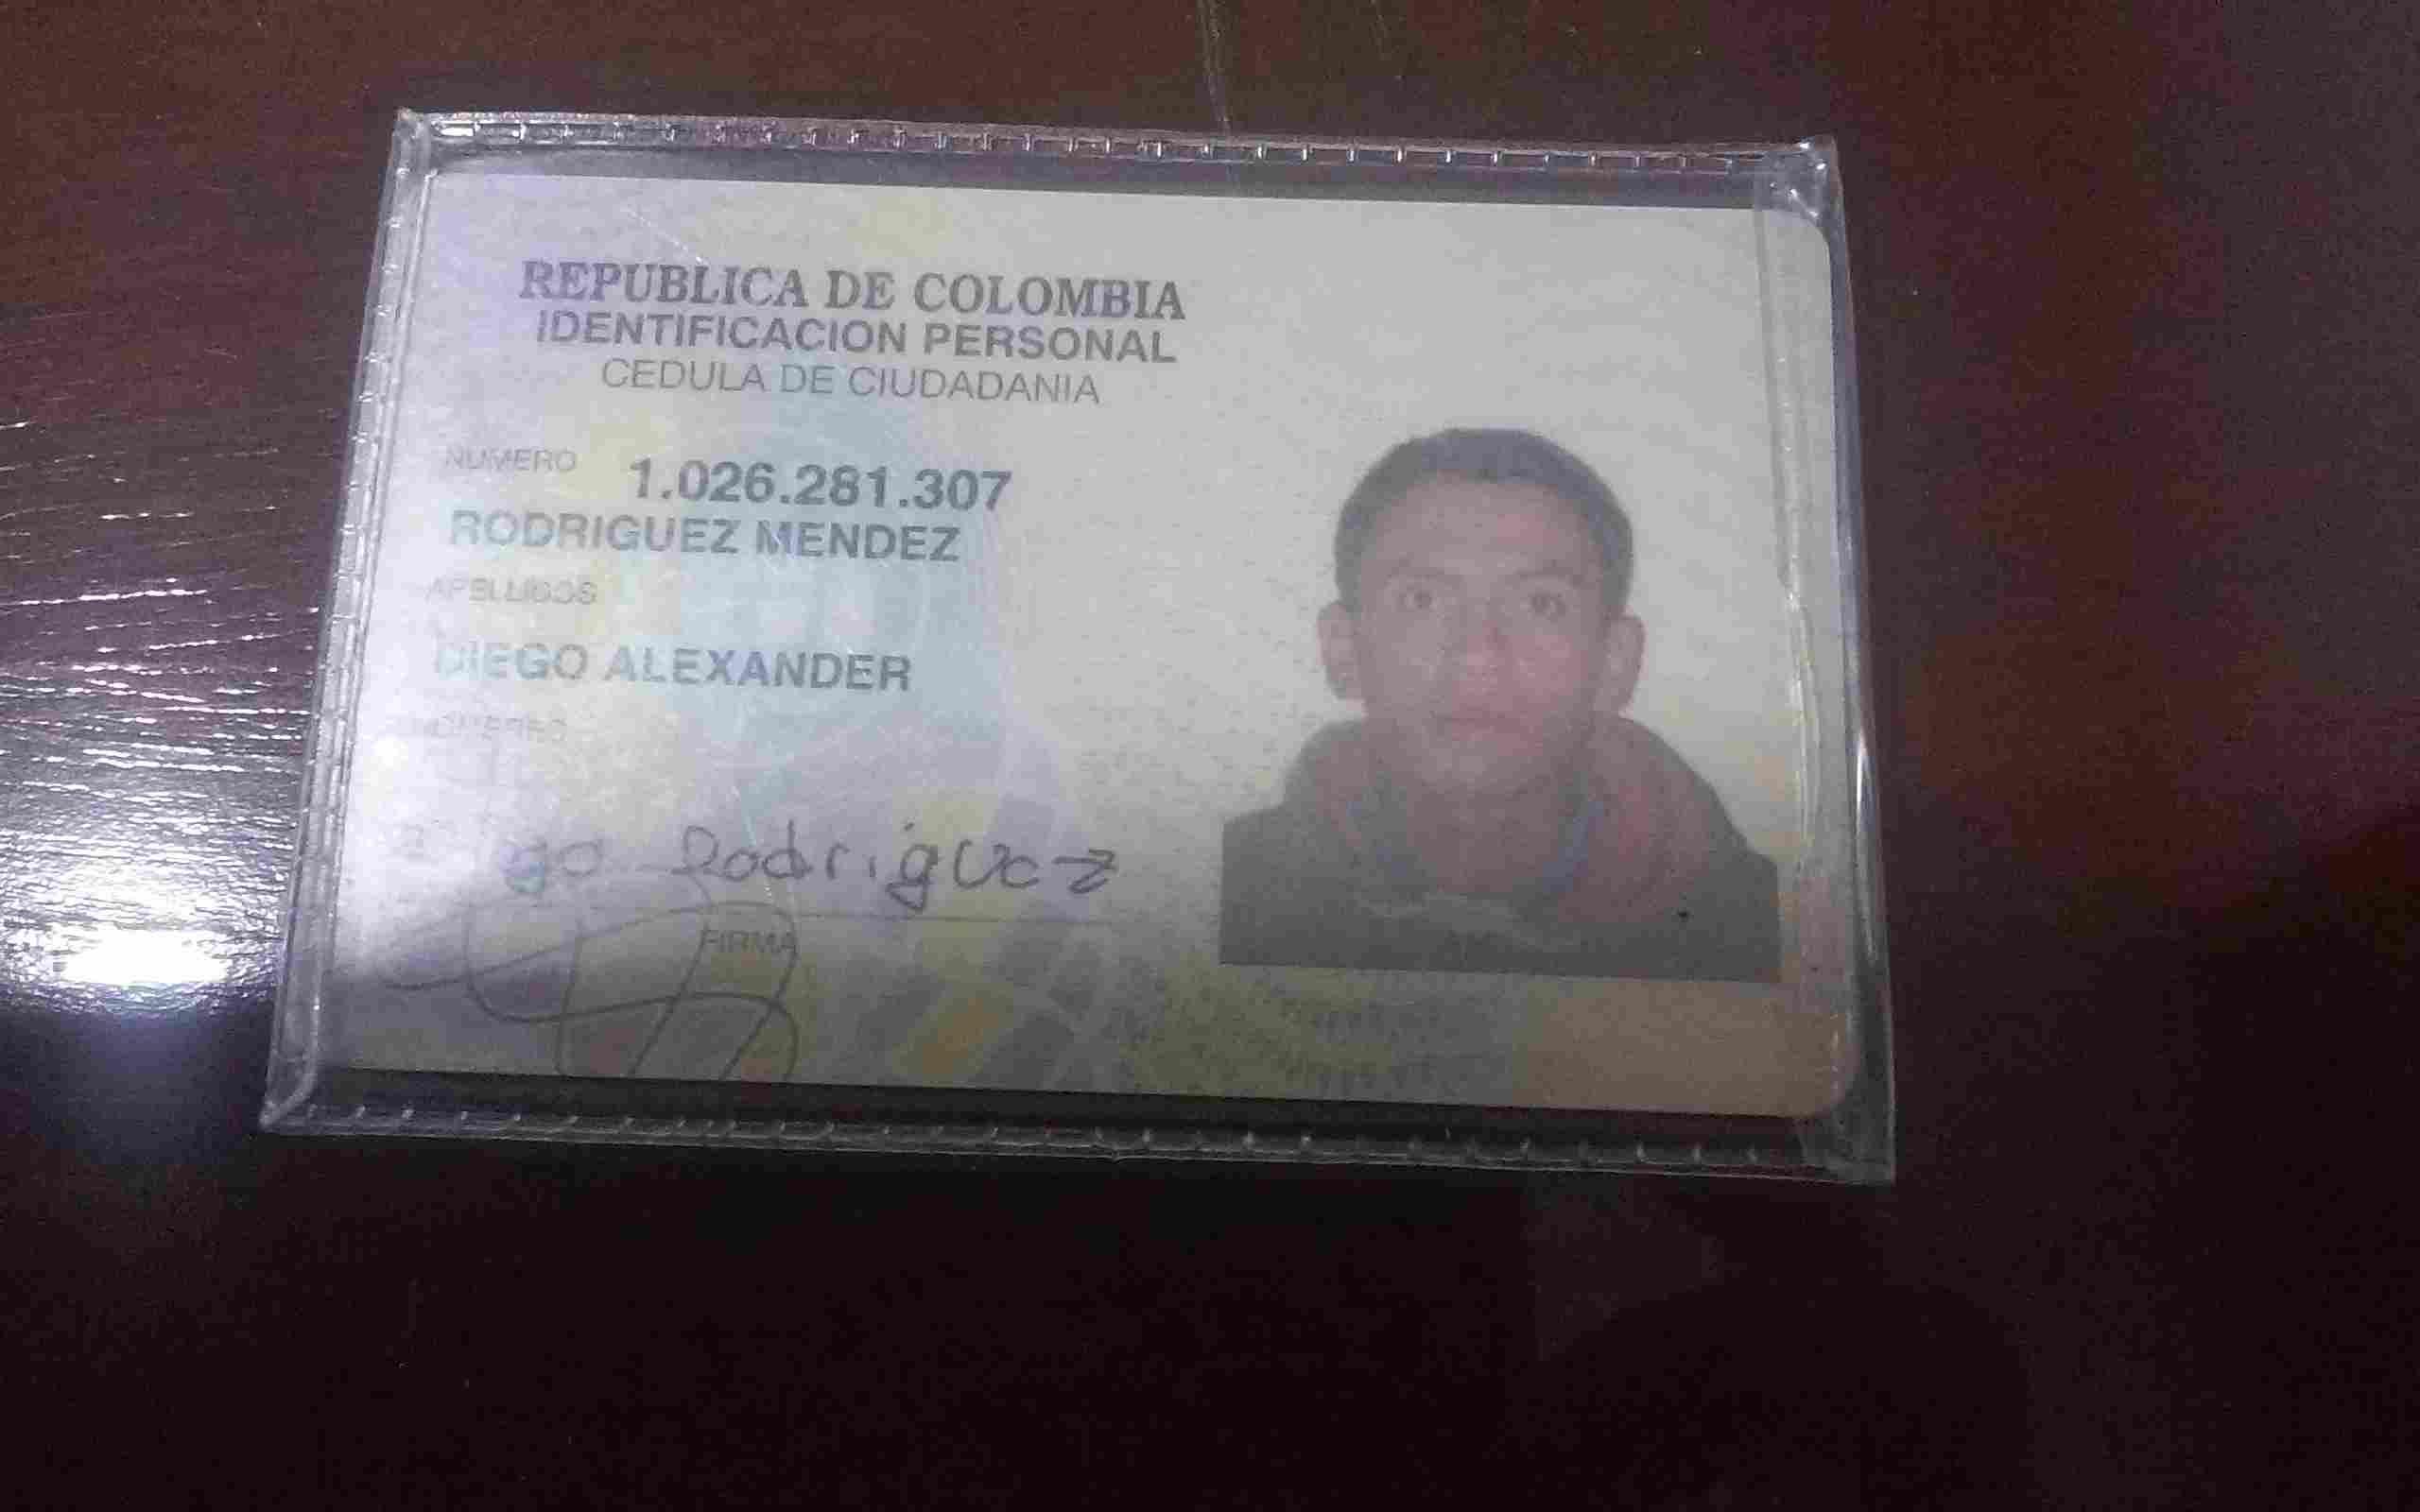 REPUBLICA DE COLOMBIA
IDENTIFICACION PERSONAL
CEDULA DE CIUDADANIA
NUMERO 1.026.281.307
RODRIGUEZ MENDEZ
APELLIDOS
DIEGO ALEXANDER
NOMBRES
go Rodriguez
FIRMA